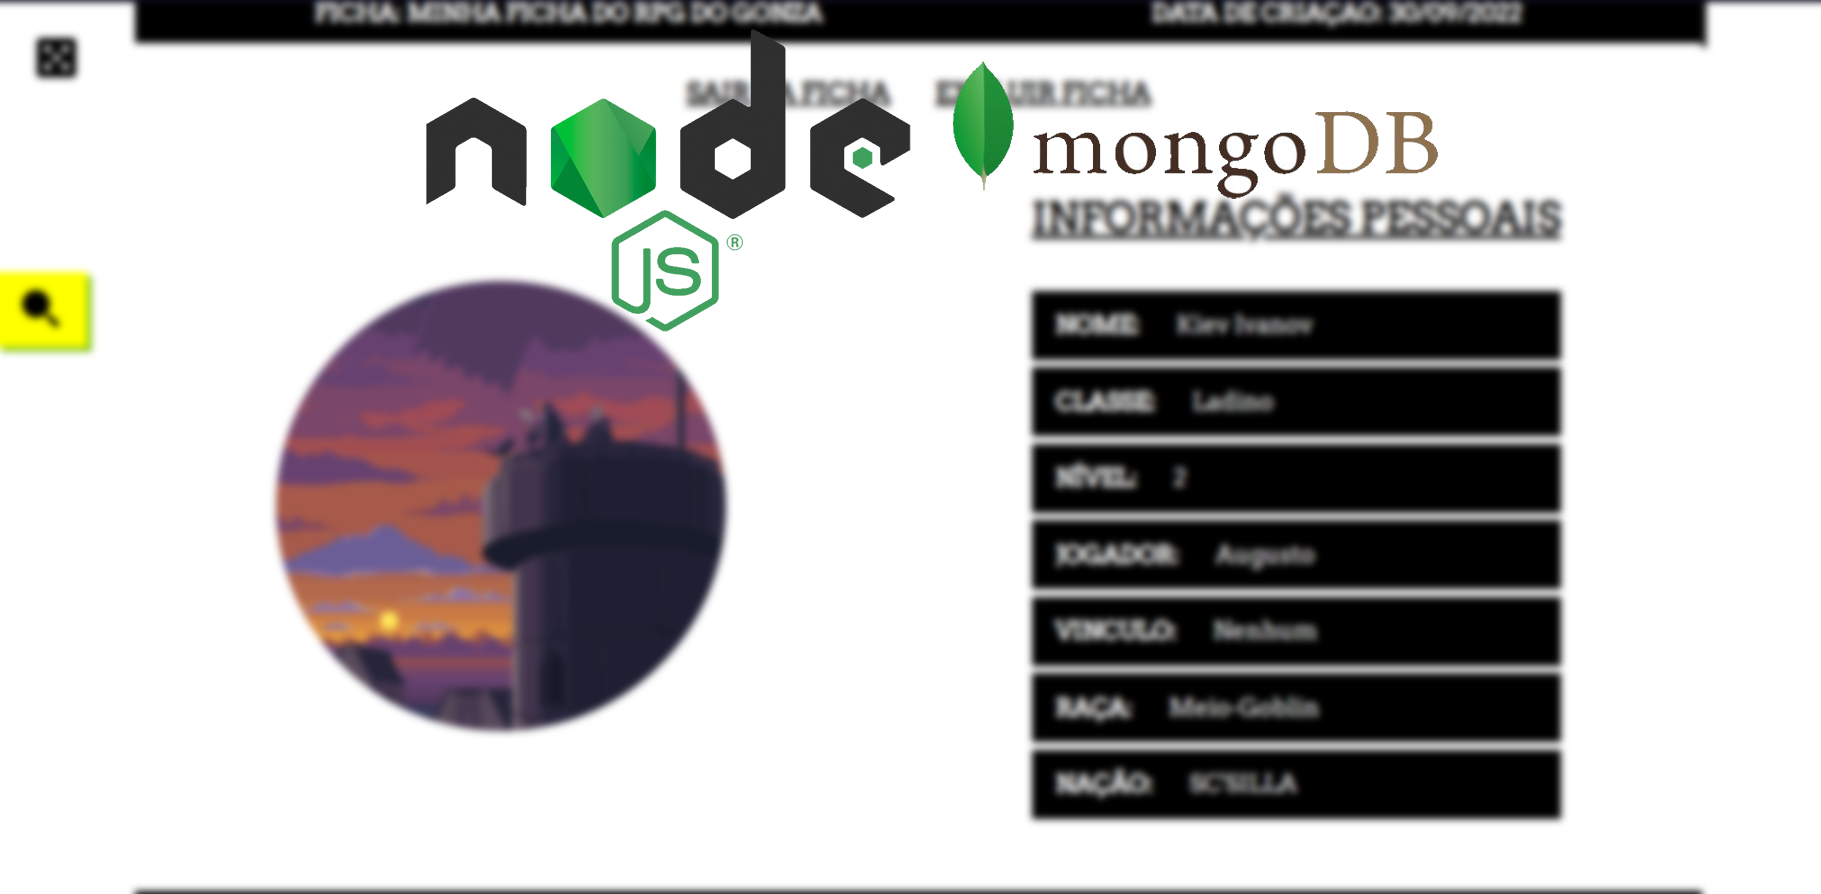 FICHA: MINHA FICHA DO RPG DO GONZA DATA DE CRIAÇÃO: 30/09/2022
SAIR DA FICHA EXCLUIR FICHA
node
mongoDB
JS®
INFORMAÇÕES PESSOAIS
NOME: Kiev Ivanov
CLASSE: Ladino
NÍVEL: 2
JOGADOR: Augusto
VINCULO: Nenhum
RAÇA: Meio-Goblin
NAÇÃO: SC'SILLA